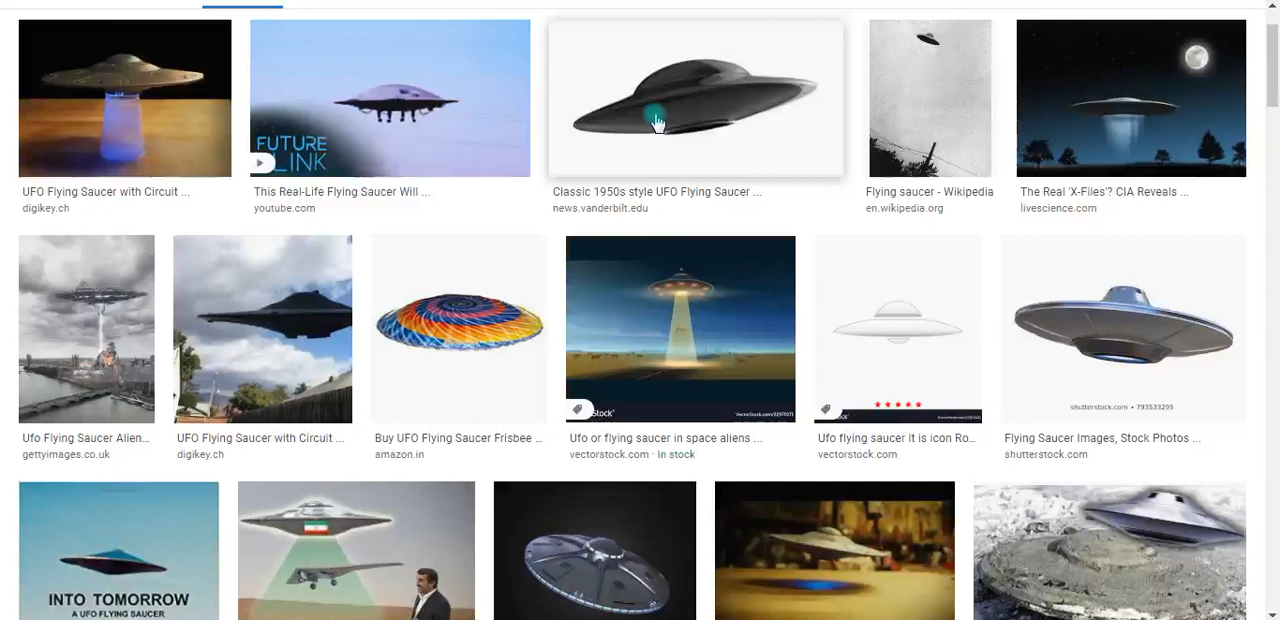 FUTURE
LINK
UFO Flying Saucer with Circuit ...
digikey.ch
This Real-Life Flying Saucer Will ...
youtube.com
Classic 1950s style UFO Flying Saucer ...
news.vanderbilt.edu
Flying saucer - Wikipedia
en.wikipedia.org
The Real 'X-Files'? CIA Reveals ...
livescience.com
Stock
VectorStock
shutterstock.com • 793533295
Ufo Flying Saucer Alien...
gettyimages.co.uk
UFO Flying Saucer with Circuit ...
digikey.ch
Buy UFO Flying Saucer Frisbee ...
amazon.in
Ufo or flying saucer in space aliens ...
vectorstock.com · In stock
Ufo flying saucer it is icon Ro...
vectorstock.com
Flying Saucer Images, Stock Photos ...
shutterstock.com
INTO TOMORROW
A UFO FLYING SAUCER